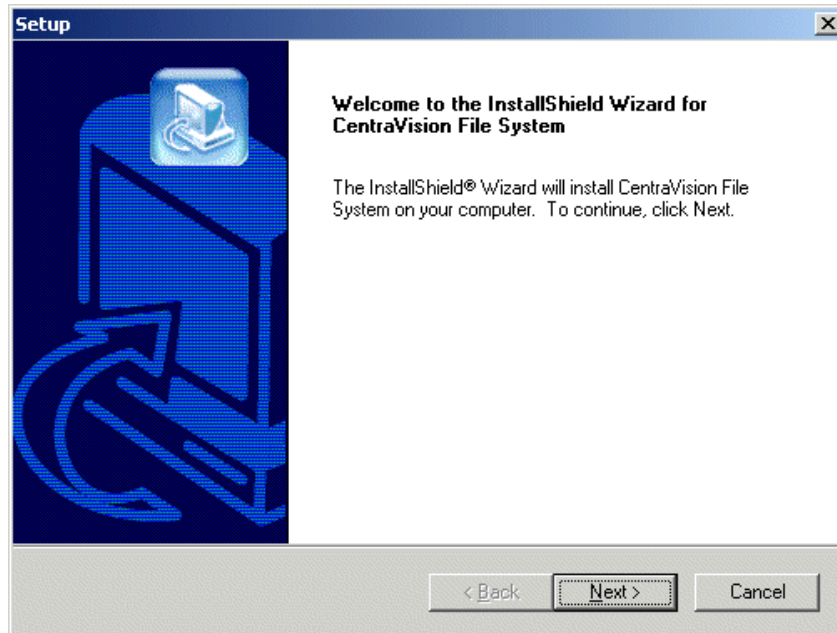 Setup
Welcome to the InstallShield Wizard for
CentraVision File System
The InstallShield® Wizard will install CentraVision File
System on your computer.  To continue, click Next.
< Back
Next >
Cancel